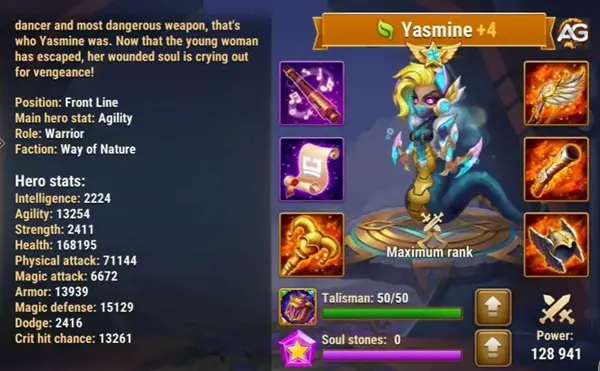 dancer and most dangerous weapon, that's
who Yasmine was. Now that the young woman
has escaped, her wounded soul is crying out
for vengeance!
Position: Front Line
Main hero stat: Agility
Role: Warrior
Faction: Way of Nature
Hero stats:
Intelligence: 2224
Agility: 13254
Strength: 2411
Health: 168195
Physical attack: 71144
Magic attack: 6672
Armor: 13939
Magic defense: 15129
Dodge: 2416
Crit hit chance: 13261
Yasmine +4
AG
Maximum rank
Talisman: 50/50
Soul stones: 0
Power:
128 941